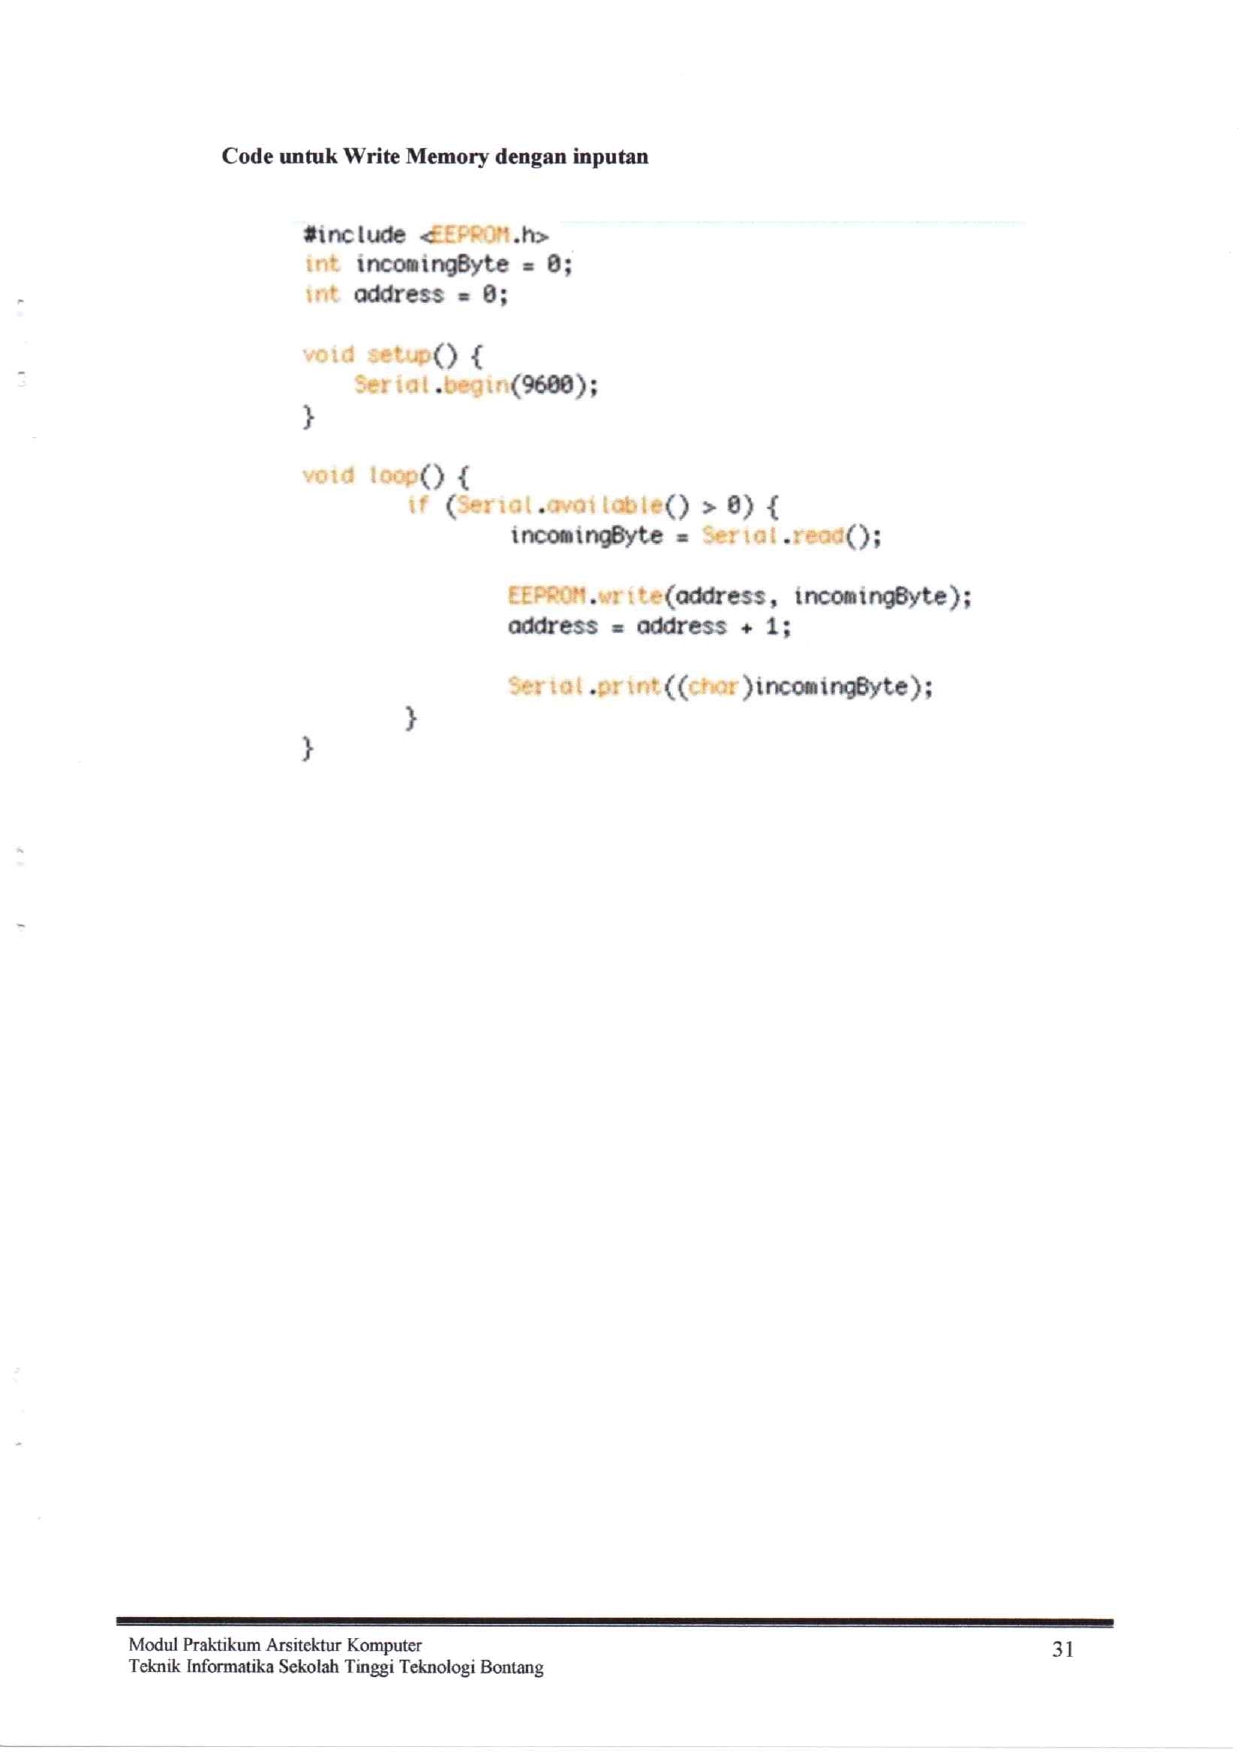 Code untuk Write Memory dengan inputan
#include <EEPROM.h>
int incomingByte = 0;
int address = 0;
void setup() {
Serial.begin(9600);
}
void loop() {
if (Serial.available() > 0) {
incomingByte = Serial.read();
EEPROM.write(address, incomingByte);
address = address + 1;
Serial.print((char)incomingByte);
}
}
Modul Praktikum Arsitektur Komputer
31
Teknik Informatika Sekolah Tinggi Teknologi Bontang